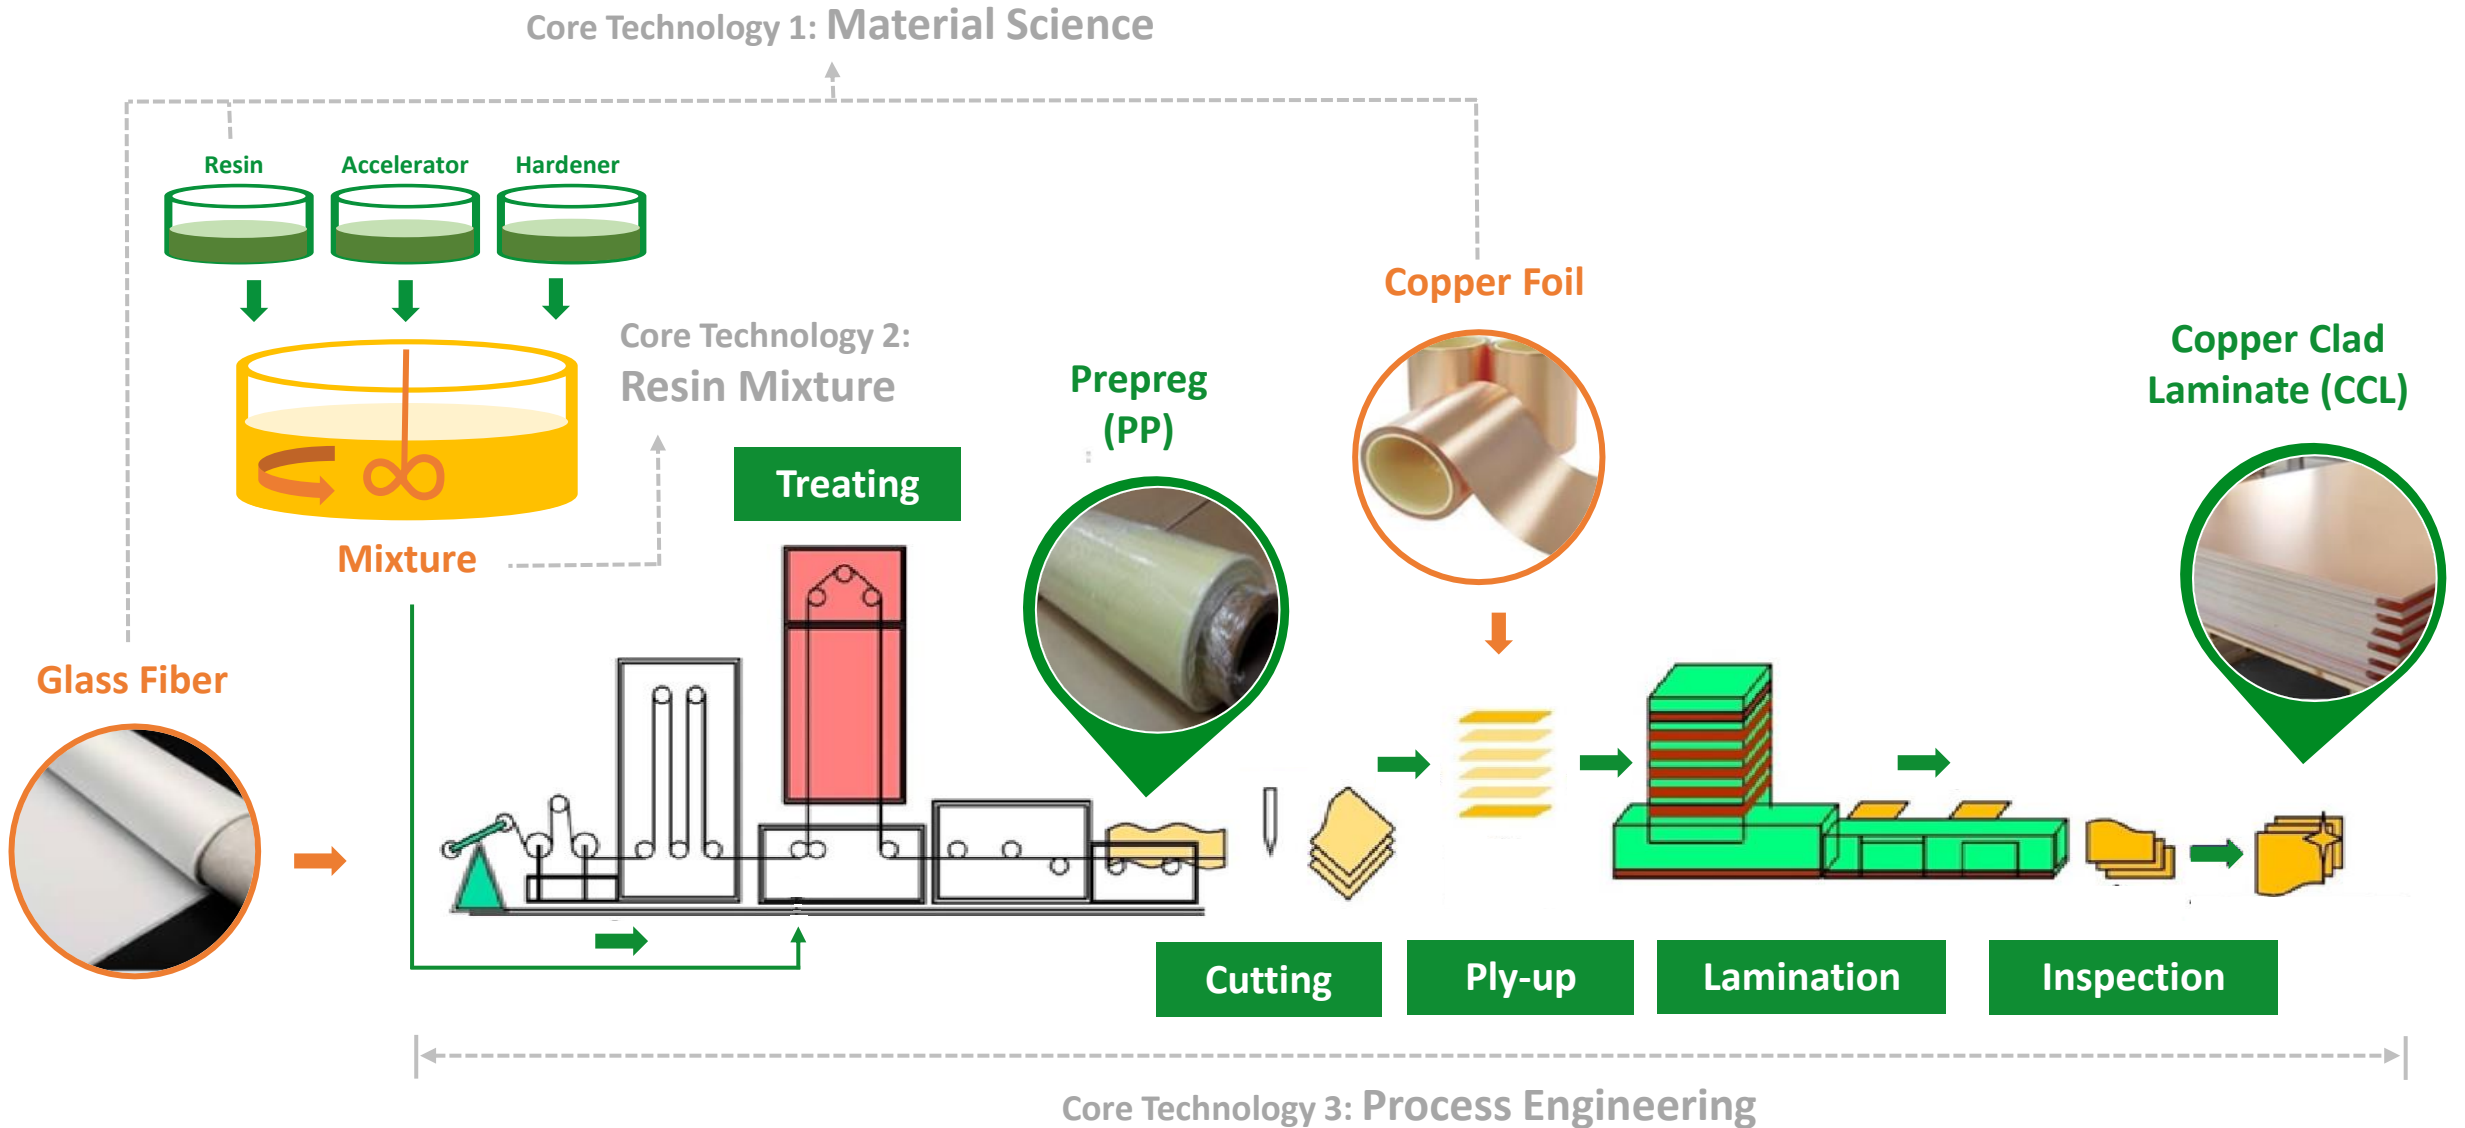 Core Technology 1: Material Science
Resin
Accelerator
Hardener
Core Technology 2:
Resin Mixture
Mixture
Glass Fiber
Treating
Prepreg
(PP)
Copper Foil
Copper Clad
Laminate (CCL)
Cutting
Ply-up
Lamination
Inspection
Core Technology 3: Process Engineering